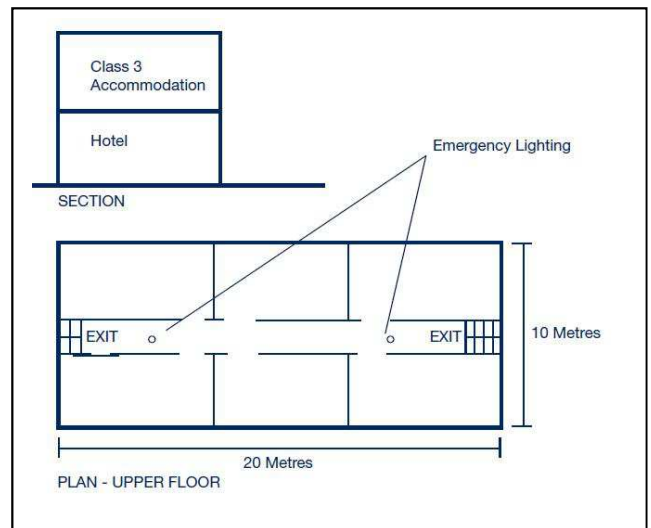 Class 3
Accommodation
Hotel
Emergency Lighting
SECTION
EXIT
EXIT
10 Metres
20 Metres
PLAN - UPPER FLOOR